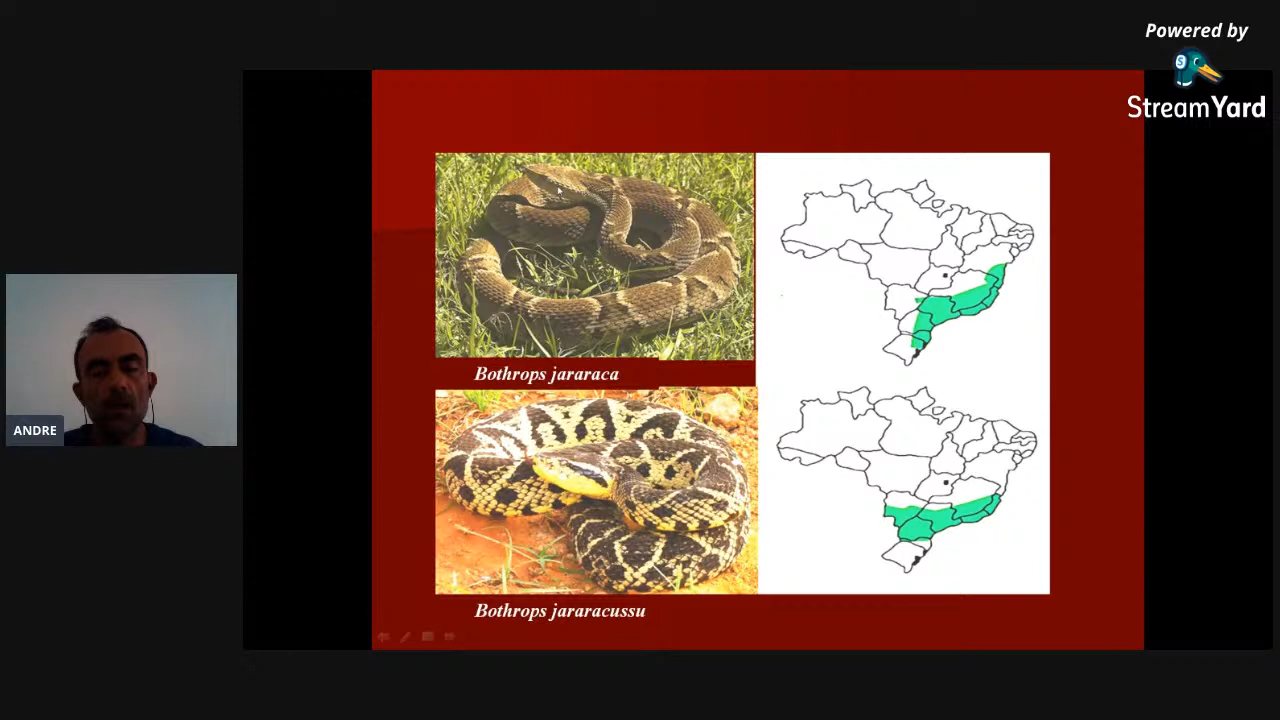 Powered by
StreamYard
ANDRE
Bothrops jararaca
Bothrops jararacussu